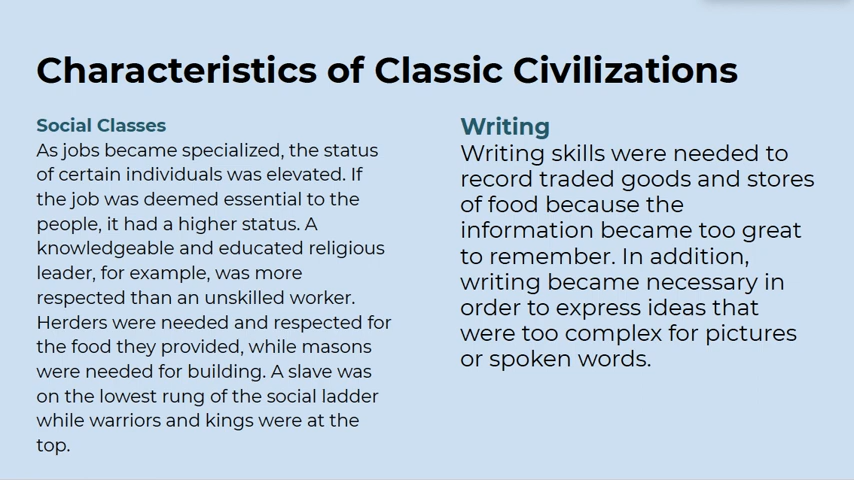 Characteristics of Classic Civilizations
Social Classes
As jobs became specialized, the status
of certain individuals was elevated. If
the job was deemed essential to the
people, it had a higher status. A
knowledgeable and educated religious
leader, for example, was more
respected than an unskilled worker.
Herders were needed and respected for
the food they provided, while masons
were needed for building. A slave was
on the lowest rung of the social ladder
while warriors and kings were at the
top.
Writing
Writing skills were needed to
record traded goods and stores
of food because the
information became too great
to remember. In addition,
writing became necessary in
order to express ideas that
were too complex for pictures
or spoken words.